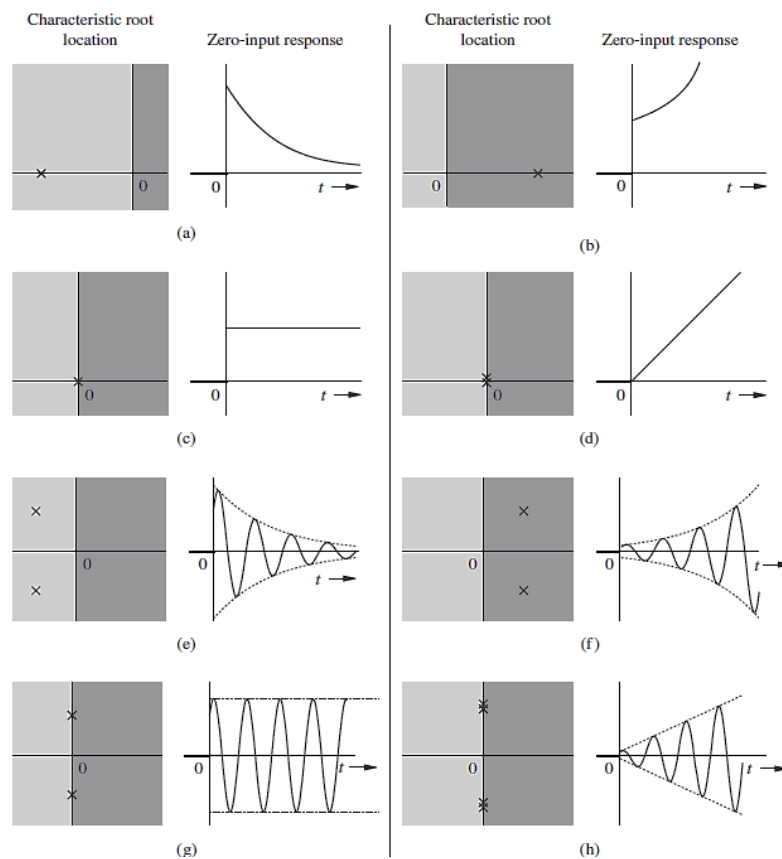 Characteristic root
location
Zero-input response
Characteristic root
location
Zero-input response
0
0
t
(a)
0
0
t
(b)
0
0
t
(c)
0
0
t
(d)
0
0
t
(e)
0
0
t
(f)
0
0
t
(g)
0
0
t
(h)